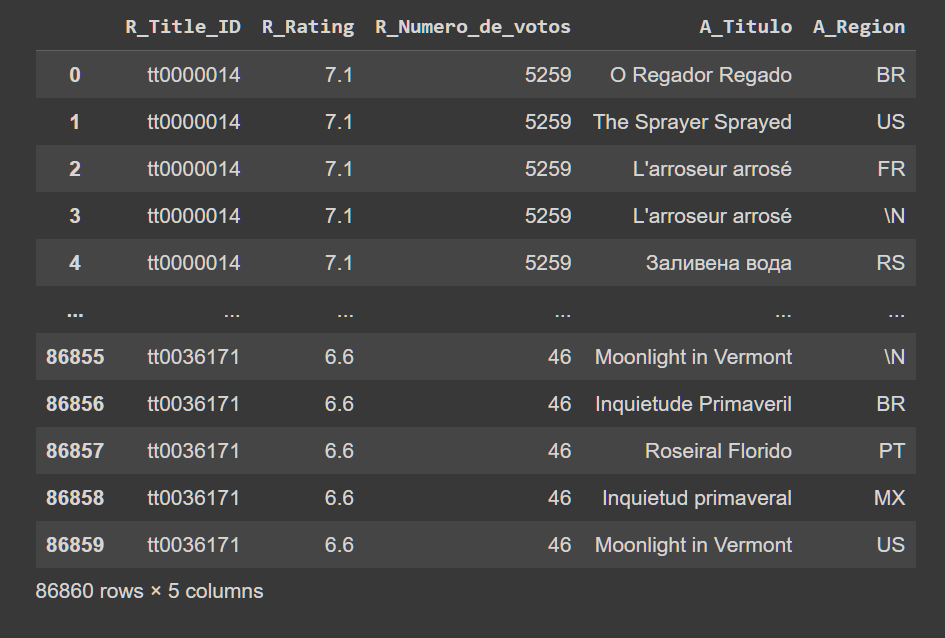 R_Title_ID R_Rating R_Numero_de_votos A_Titulo A_Region
0 tt0000014 7.1 5259 O Regador Regado BR
1 tt0000014 7.1 5259 The Sprayer Sprayed US
2 tt0000014 7.1 5259 L'arroseur arrosé FR
3 tt0000014 7.1 5259 L'arroseur arrosé \N
4 tt0000014 7.1 5259 Заливена вода RS
... ... ... ... ... ...
86855 tt0036171 6.6 46 Moonlight in Vermont \N
86856 tt0036171 6.6 46 Inquietude Primaveril BR
86857 tt0036171 6.6 46 Roseiral Florido PT
86858 tt0036171 6.6 46 Inquietud primaveral MX
86859 tt0036171 6.6 46 Moonlight in Vermont US
86860 rows × 5 columns